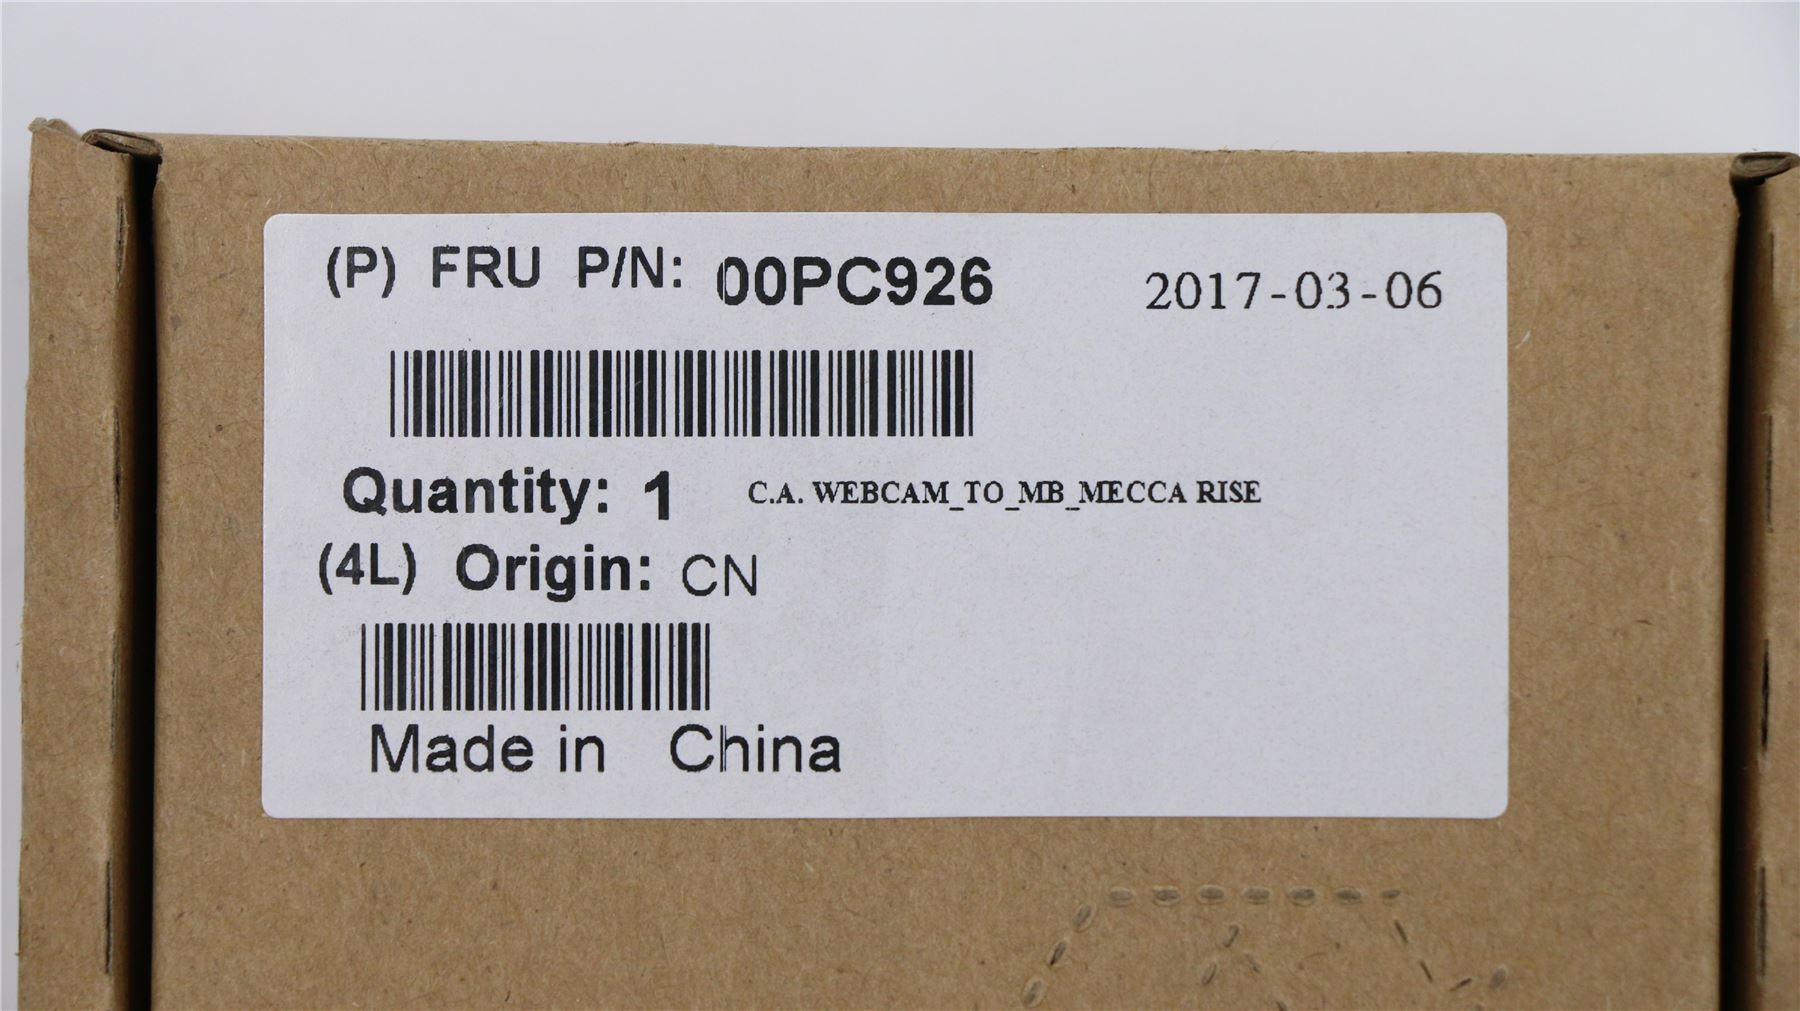 (P) FRU P/N: 00PC926 2017-03-06
Quantity: 1 C.A. WEBCAM_TO_MB_MECCA RISE
(4L) Origin: CN
Made in China